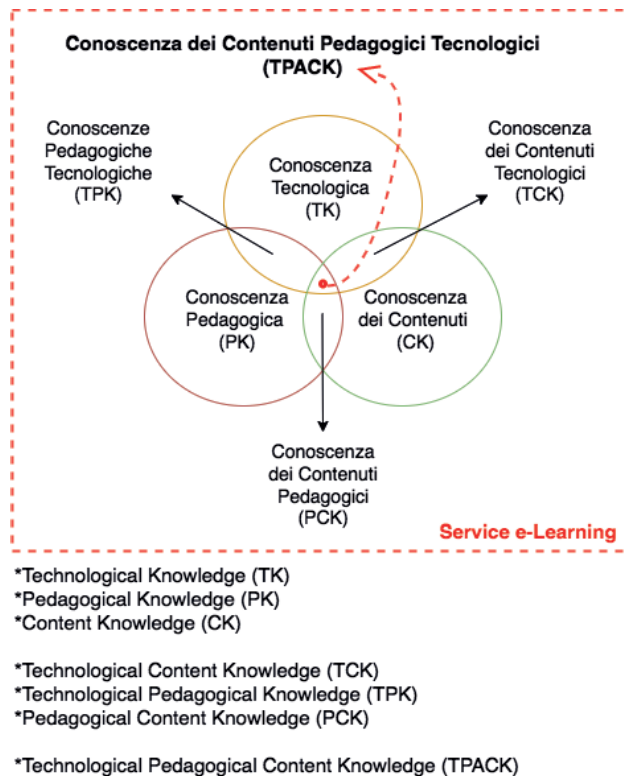 Conoscenza dei Contenuti Pedagogici Tecnologici
(TPACK)
Conoscenze
Pedagogiche
Tecnologiche
(TPK)
Conoscenza
Tecnologica
(TK)
Conoscenza
dei Contenuti
Tecnologici
(TCK)
Conoscenza
Pedagogica
(PK)
Conoscenza
dei Contenuti
(CK)
Conoscenza
dei Contenuti
Pedagogici
(PCK)
Service e-Learning
*Technological Knowledge (TK)
*Pedagogical Knowledge (PK)
*Content Knowledge (CK)
*Technological Content Knowledge (TCK)
*Technological Pedagogical Knowledge (TPK)
*Pedagogical Content Knowledge (PCK)
*Technological Pedagogical Content Knowledge (TPACK)